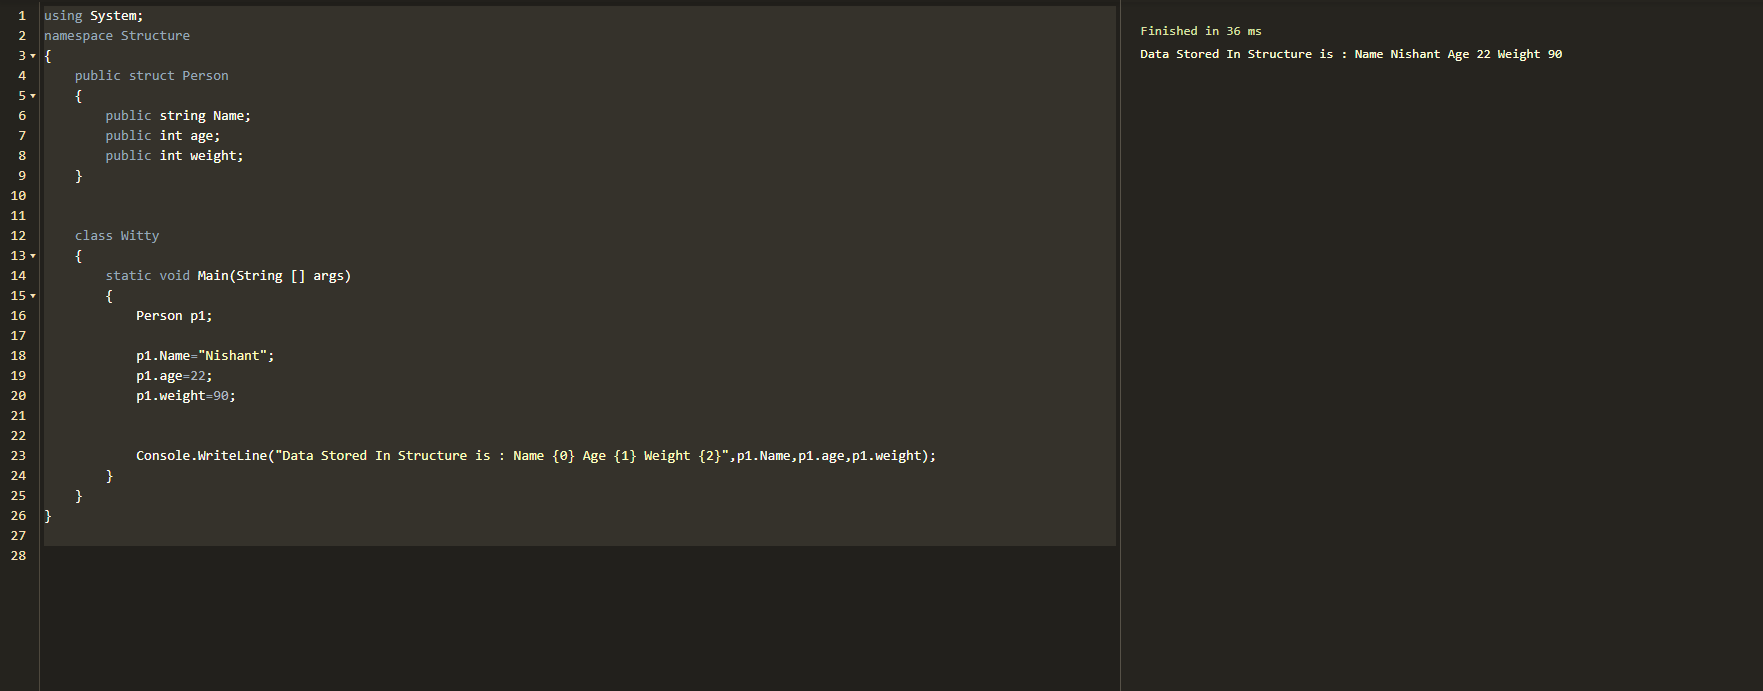 1 using System;
2 namespace Structure
3 {
4 public struct Person
5 {
6 public string Name;
7 public int age;
8 public int weight;
9 }
10
11
12 class Witty
13 {
14 static void Main(String [] args)
15 {
16 Person p1;
17
18 p1.Name="Nishant";
19 p1.age=22;
20 p1.weight=90;
21
22
23 Console.WriteLine("Data Stored In Structure is : Name {0} Age {1} Weight {2}",p1.Name,p1.age,p1.weight);
24 }
25 }
26 }
27
28
Finished in 36 ms
Data Stored In Structure is : Name Nishant Age 22 Weight 90